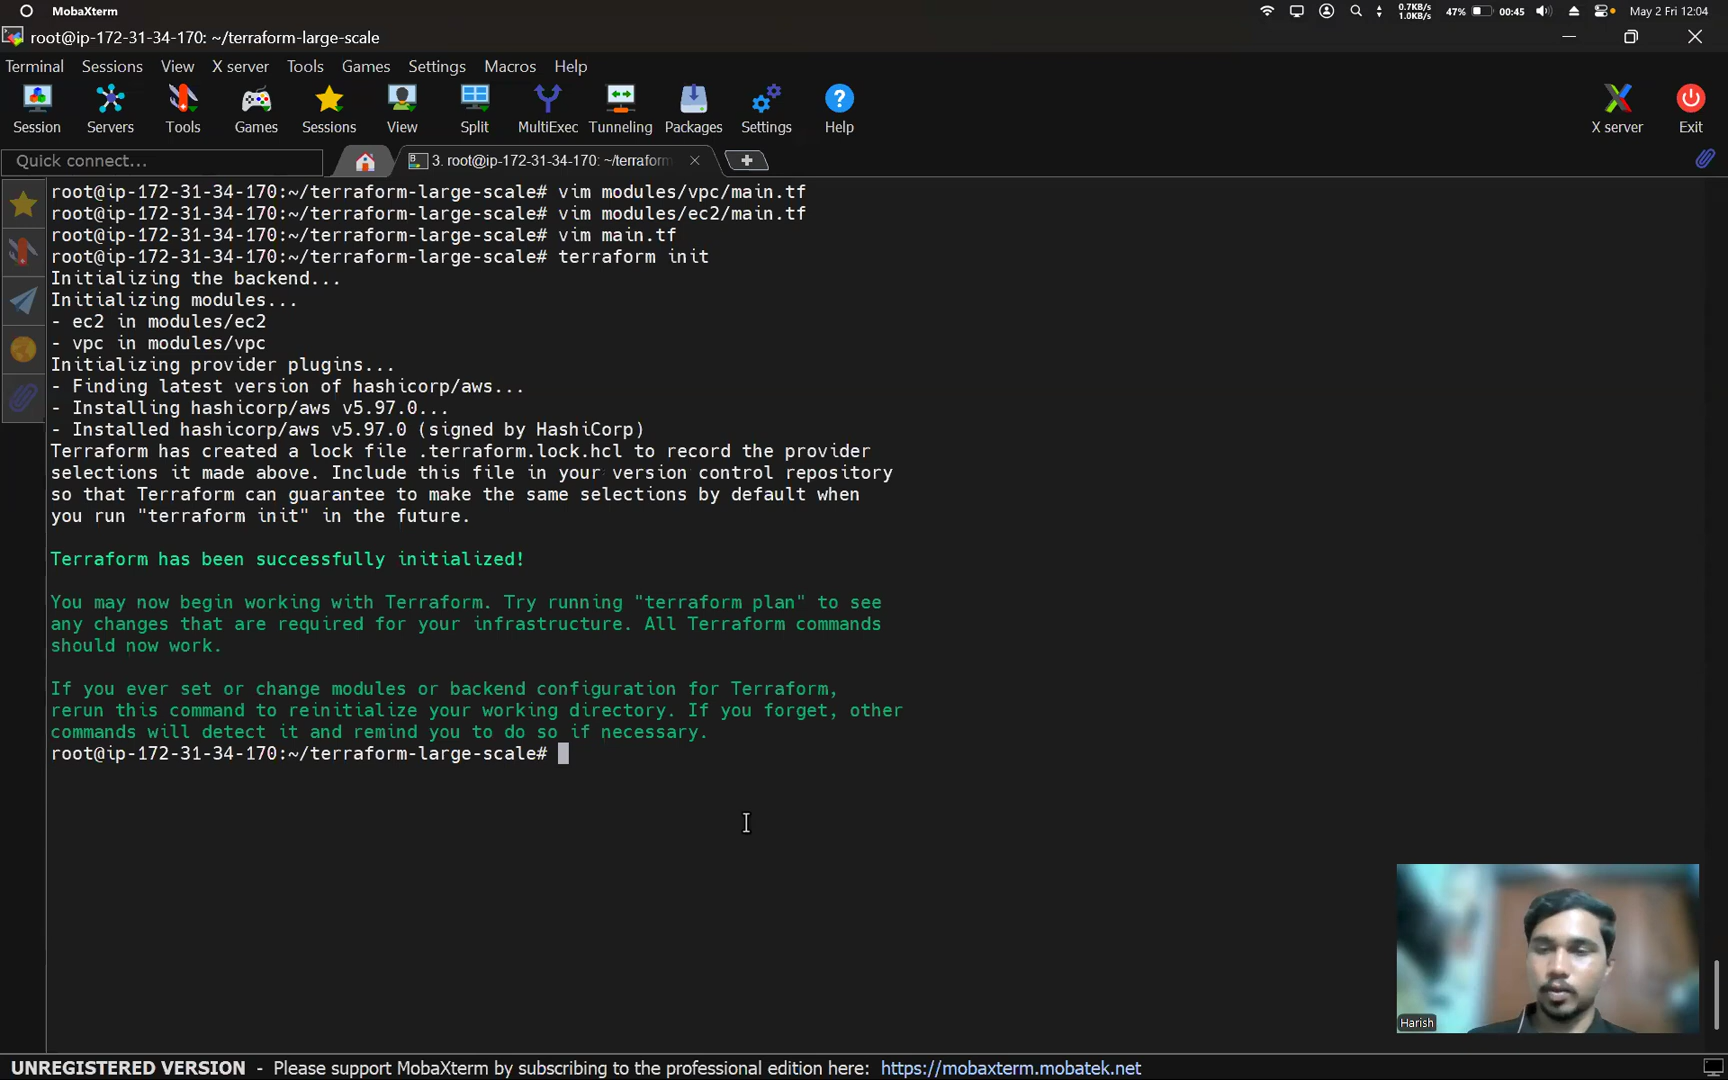 MobaXterm
0.7KB/s
1.0KB/s
47%
00:45
May 2 Fri 12:04
root@ip-172-31-34-170: ~/terraform-large-scale
Terminal Sessions View X server Tools Games Settings Macros Help
Session Servers Tools Games Sessions View Split MultiExec Tunneling Packages Settings Help X server Exit
Quick connect...
3. root@ip-172-31-34-170: ~/terraform
root@ip-172-31-34-170:~/terraform-large-scale# vim modules/vpc/main.tf
root@ip-172-31-34-170:~/terraform-large-scale# vim modules/ec2/main.tf
root@ip-172-31-34-170:~/terraform-large-scale# vim main.tf
root@ip-172-31-34-170:~/terraform-large-scale# terraform init
Initializing the backend...
Initializing modules...
- ec2 in modules/ec2
- vpc in modules/vpc
Initializing provider plugins...
- Finding latest version of hashicorp/aws...
- Installing hashicorp/aws v5.97.0...
- Installed hashicorp/aws v5.97.0 (signed by HashiCorp)
Terraform has created a lock file .terraform.lock.hcl to record the provider
selections it made above. Include this file in your version control repository
so that Terraform can guarantee to make the same selections by default when
you run "terraform init" in the future.
Terraform has been successfully initialized!
You may now begin working with Terraform. Try running "terraform plan" to see
any changes that are required for your infrastructure. All Terraform commands
should now work.
If you ever set or change modules or backend configuration for Terraform,
rerun this command to reinitialize your working directory. If you forget, other
commands will detect it and remind you to do so if necessary.
root@ip-172-31-34-170:~/terraform-large-scale#
Harish
UNREGISTERED VERSION - Please support MobaXterm by subscribing to the professional edition here: https://mobaxterm.mobatek.net